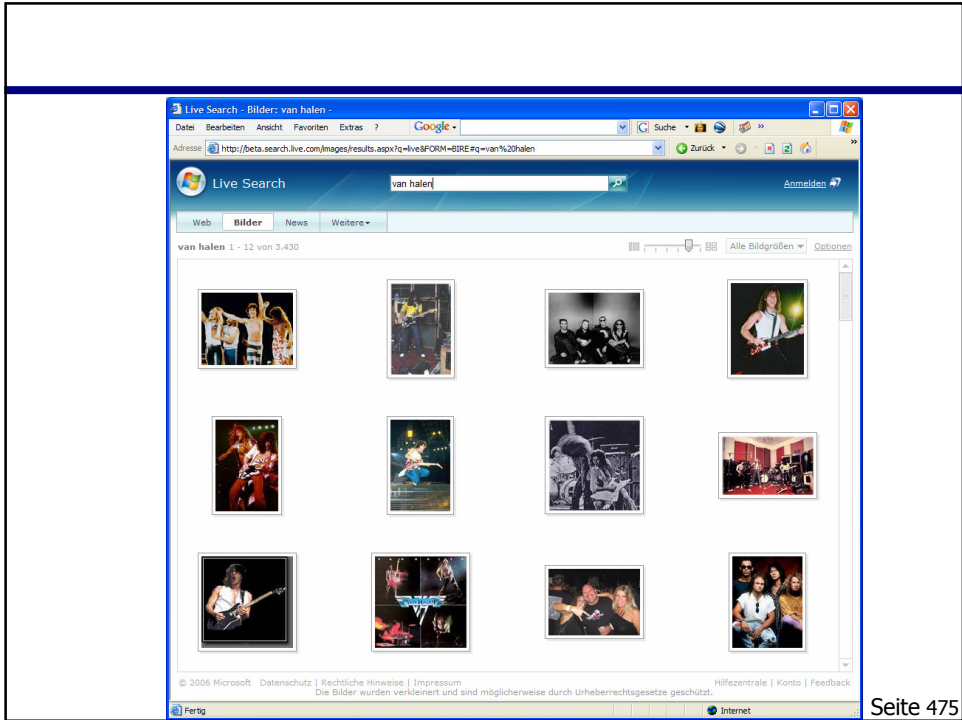 Live Search - Bilder: van halen -
Datei Bearbeiten Ansicht Favoriten Extras ? Google Suche »
Adresse http://beta.search.live.com/images/results.aspx?q=live&FORM=BIRE#q=van%20halen Zurück »
Live Search van halen Anmelden
Web Bilder News Weitere
van halen 1 - 12 von 3.430 Alle Bildgrößen Optionen
VAN HALEN
© 2006 Microsoft Datenschutz | Rechtliche Hinweise | Impressum Hilfezentrale | Konto | Feedback
Die Bilder wurden verkleinert und sind möglicherweise durch Urheberrechtsgesetze geschützt.
Fertig Internet
Seite 475